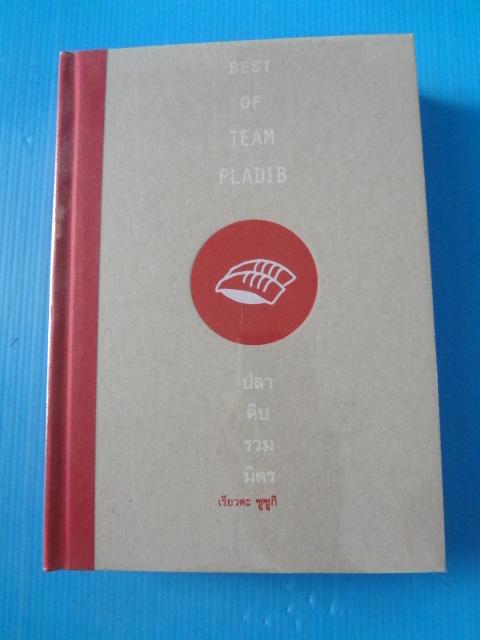 BEST
OF
TEAM
PLADIB
ปลา
ดิบ
รวม
มิตร
เรียวตะ ซูซูกิ